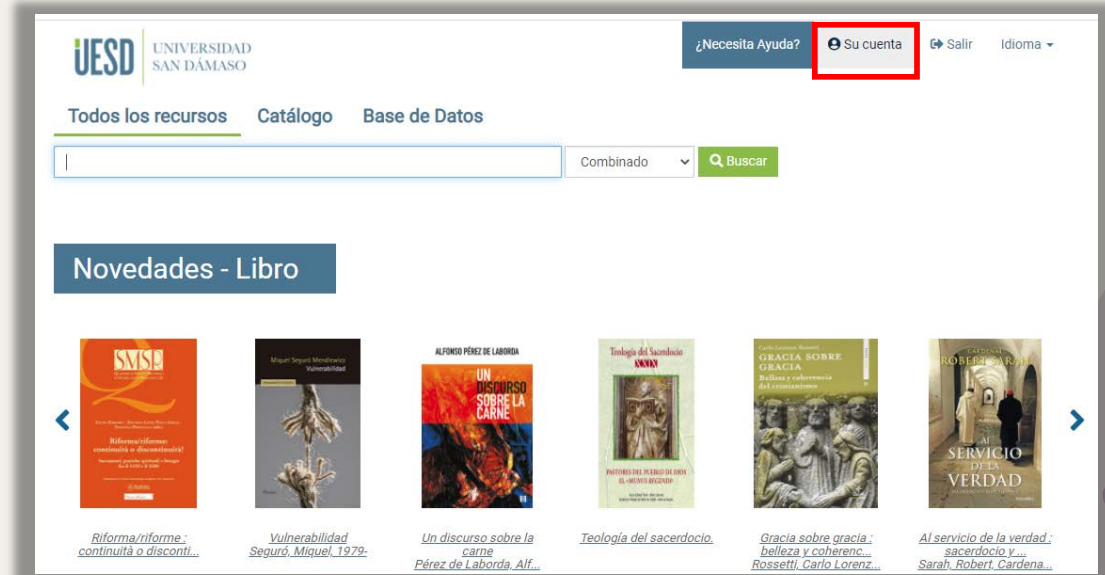 UESD
UNIVERSIDAD
SAN DÁMASO
¿Necesita Ayuda?
Su cuenta
Salir
Idioma
Todos los recursos
Catálogo
Base de Datos
Combinado
Buscar
Novedades - Libro
SMSP
Riforma/riforme:
continuità o discontinuità?
Miquel Seguró Mendlewicz
Vulnerabilidad
ALFONSO PÉREZ DE LABORDA
UN
DISCURSO
SOBRE LA
CARNE
Teología del Sacerdocio
XXIX
PASTORES DEL PUEBLO DE DIOS
EL «MUNUS REGENDI»
Carlo Lorenzo Rossetti
GRACIA SOBRE
GRACIA
Belleza y coherencia
del cristianismo
CARDENAL
ROBERT SARAH
AL
SERVICIO
DE LA
VERDAD
Riforma/riforme :
continuità o disconti...
Vulnerabilidad
Seguró, Miquel, 1979-
Un discurso sobre la
carne
Pérez de Laborda, Alf...
Teología del sacerdocio.
Gracia sobre gracia :
belleza y coherenc...
Rossetti, Carlo Lorenz...
Al servicio de la verdad :
sacerdocio y ...
Sarah, Robert, Cardena...